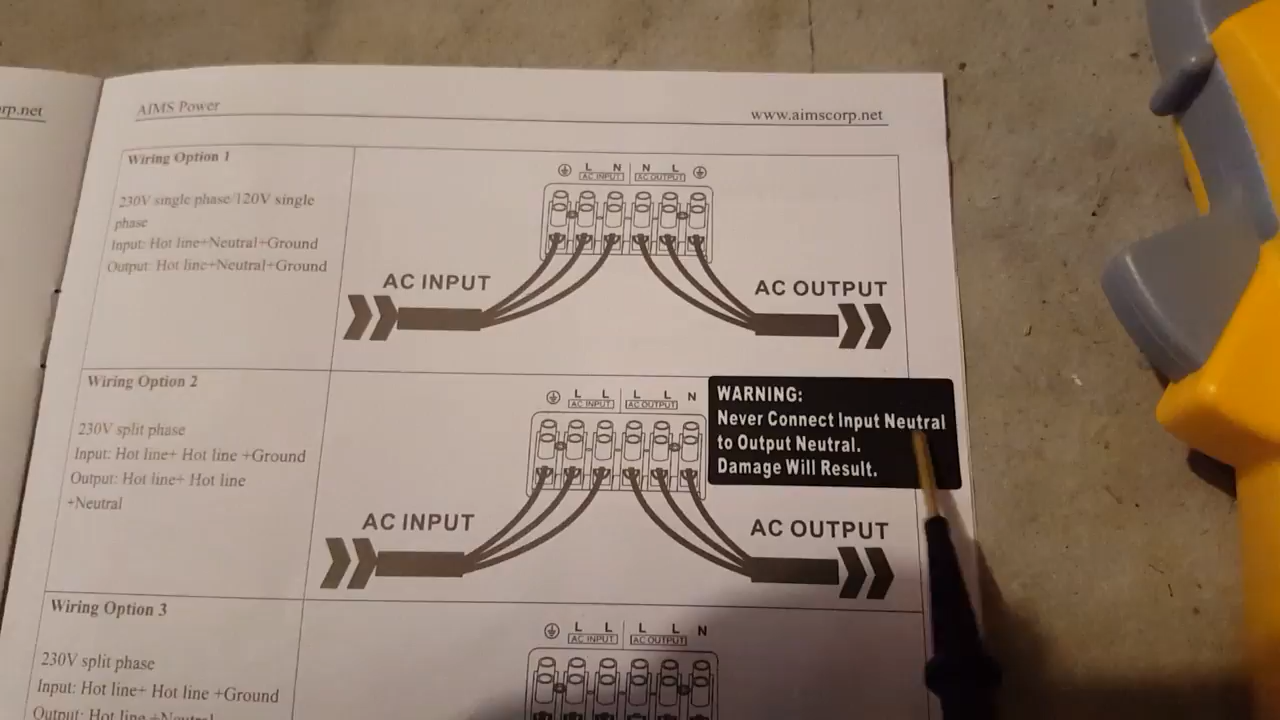 rp.net
AIMS Power
www.aimscorp.net
Wiring Option 1
230V single phase/120V single
phase
Input: Hot line+Neutral+Ground
Output: Hot line+Neutral+Ground
L N N L
AC INPUT AC OUTPUT
AC INPUT
AC OUTPUT
Wiring Option 2
230V split phase
Input: Hot line+ Hot line +Ground
Output: Hot line+ Hot line
+Neutral
L L L L N
AC INPUT AC OUTPUT
WARNING:
Never Connect Input Neutral
to Output Neutral.
Damage Will Result.
AC INPUT
AC OUTPUT
Wiring Option 3
230V split phase
Input: Hot line+ Hot line +Ground
Output: Hot line +Neutral
L L L L N
AC INPUT AC OUTPUT